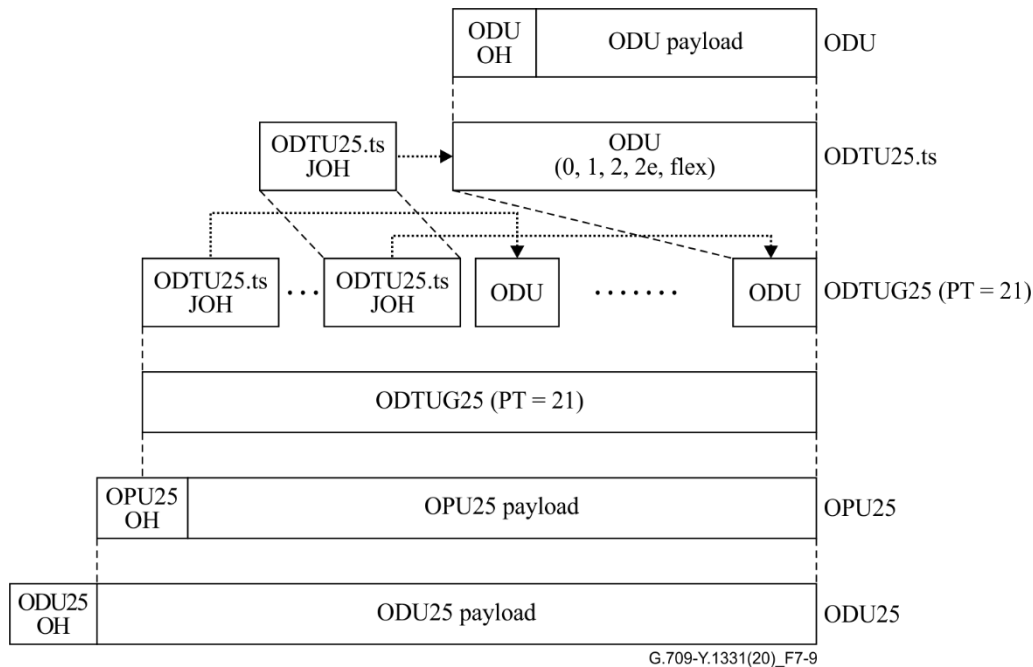 ODU
OH
ODU payload
ODU
ODTU25.ts
JOH
ODU
(0, 1, 2, 2e, flex)
ODTU25.ts
ODTU25.ts
JOH
ODTU25.ts
JOH
ODU
ODU
ODTUG25 (PT = 21)
ODTUG25 (PT = 21)
OPU25
OH
OPU25 payload
OPU25
ODU25
OH
ODU25 payload
ODU25
G.709-Y.1331(20)_F7-9